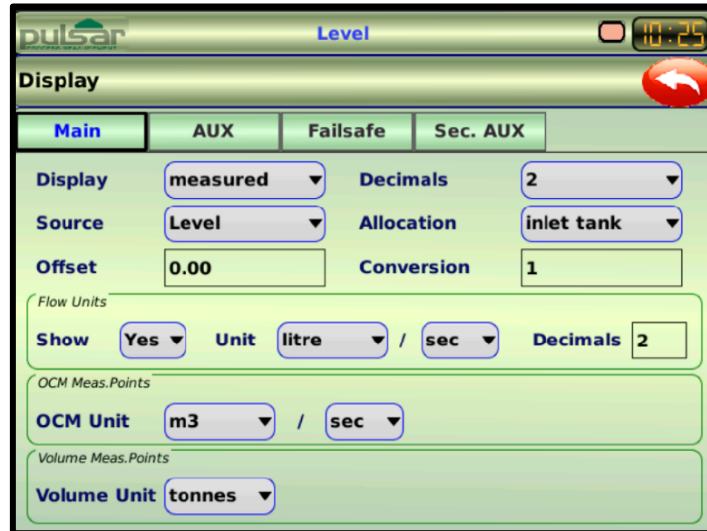 pulsar Level 10:25
PROCESS MEASUREMENT
Display
Main AUX Failsafe Sec. AUX
Display measured Decimals 2
Source Level Allocation inlet tank
Offset 0.00 Conversion 1
Flow Units
Show Yes Unit litre / sec Decimals 2
OCM Meas.Points
OCM Unit m3 / sec
Volume Meas.Points
Volume Unit tonnes